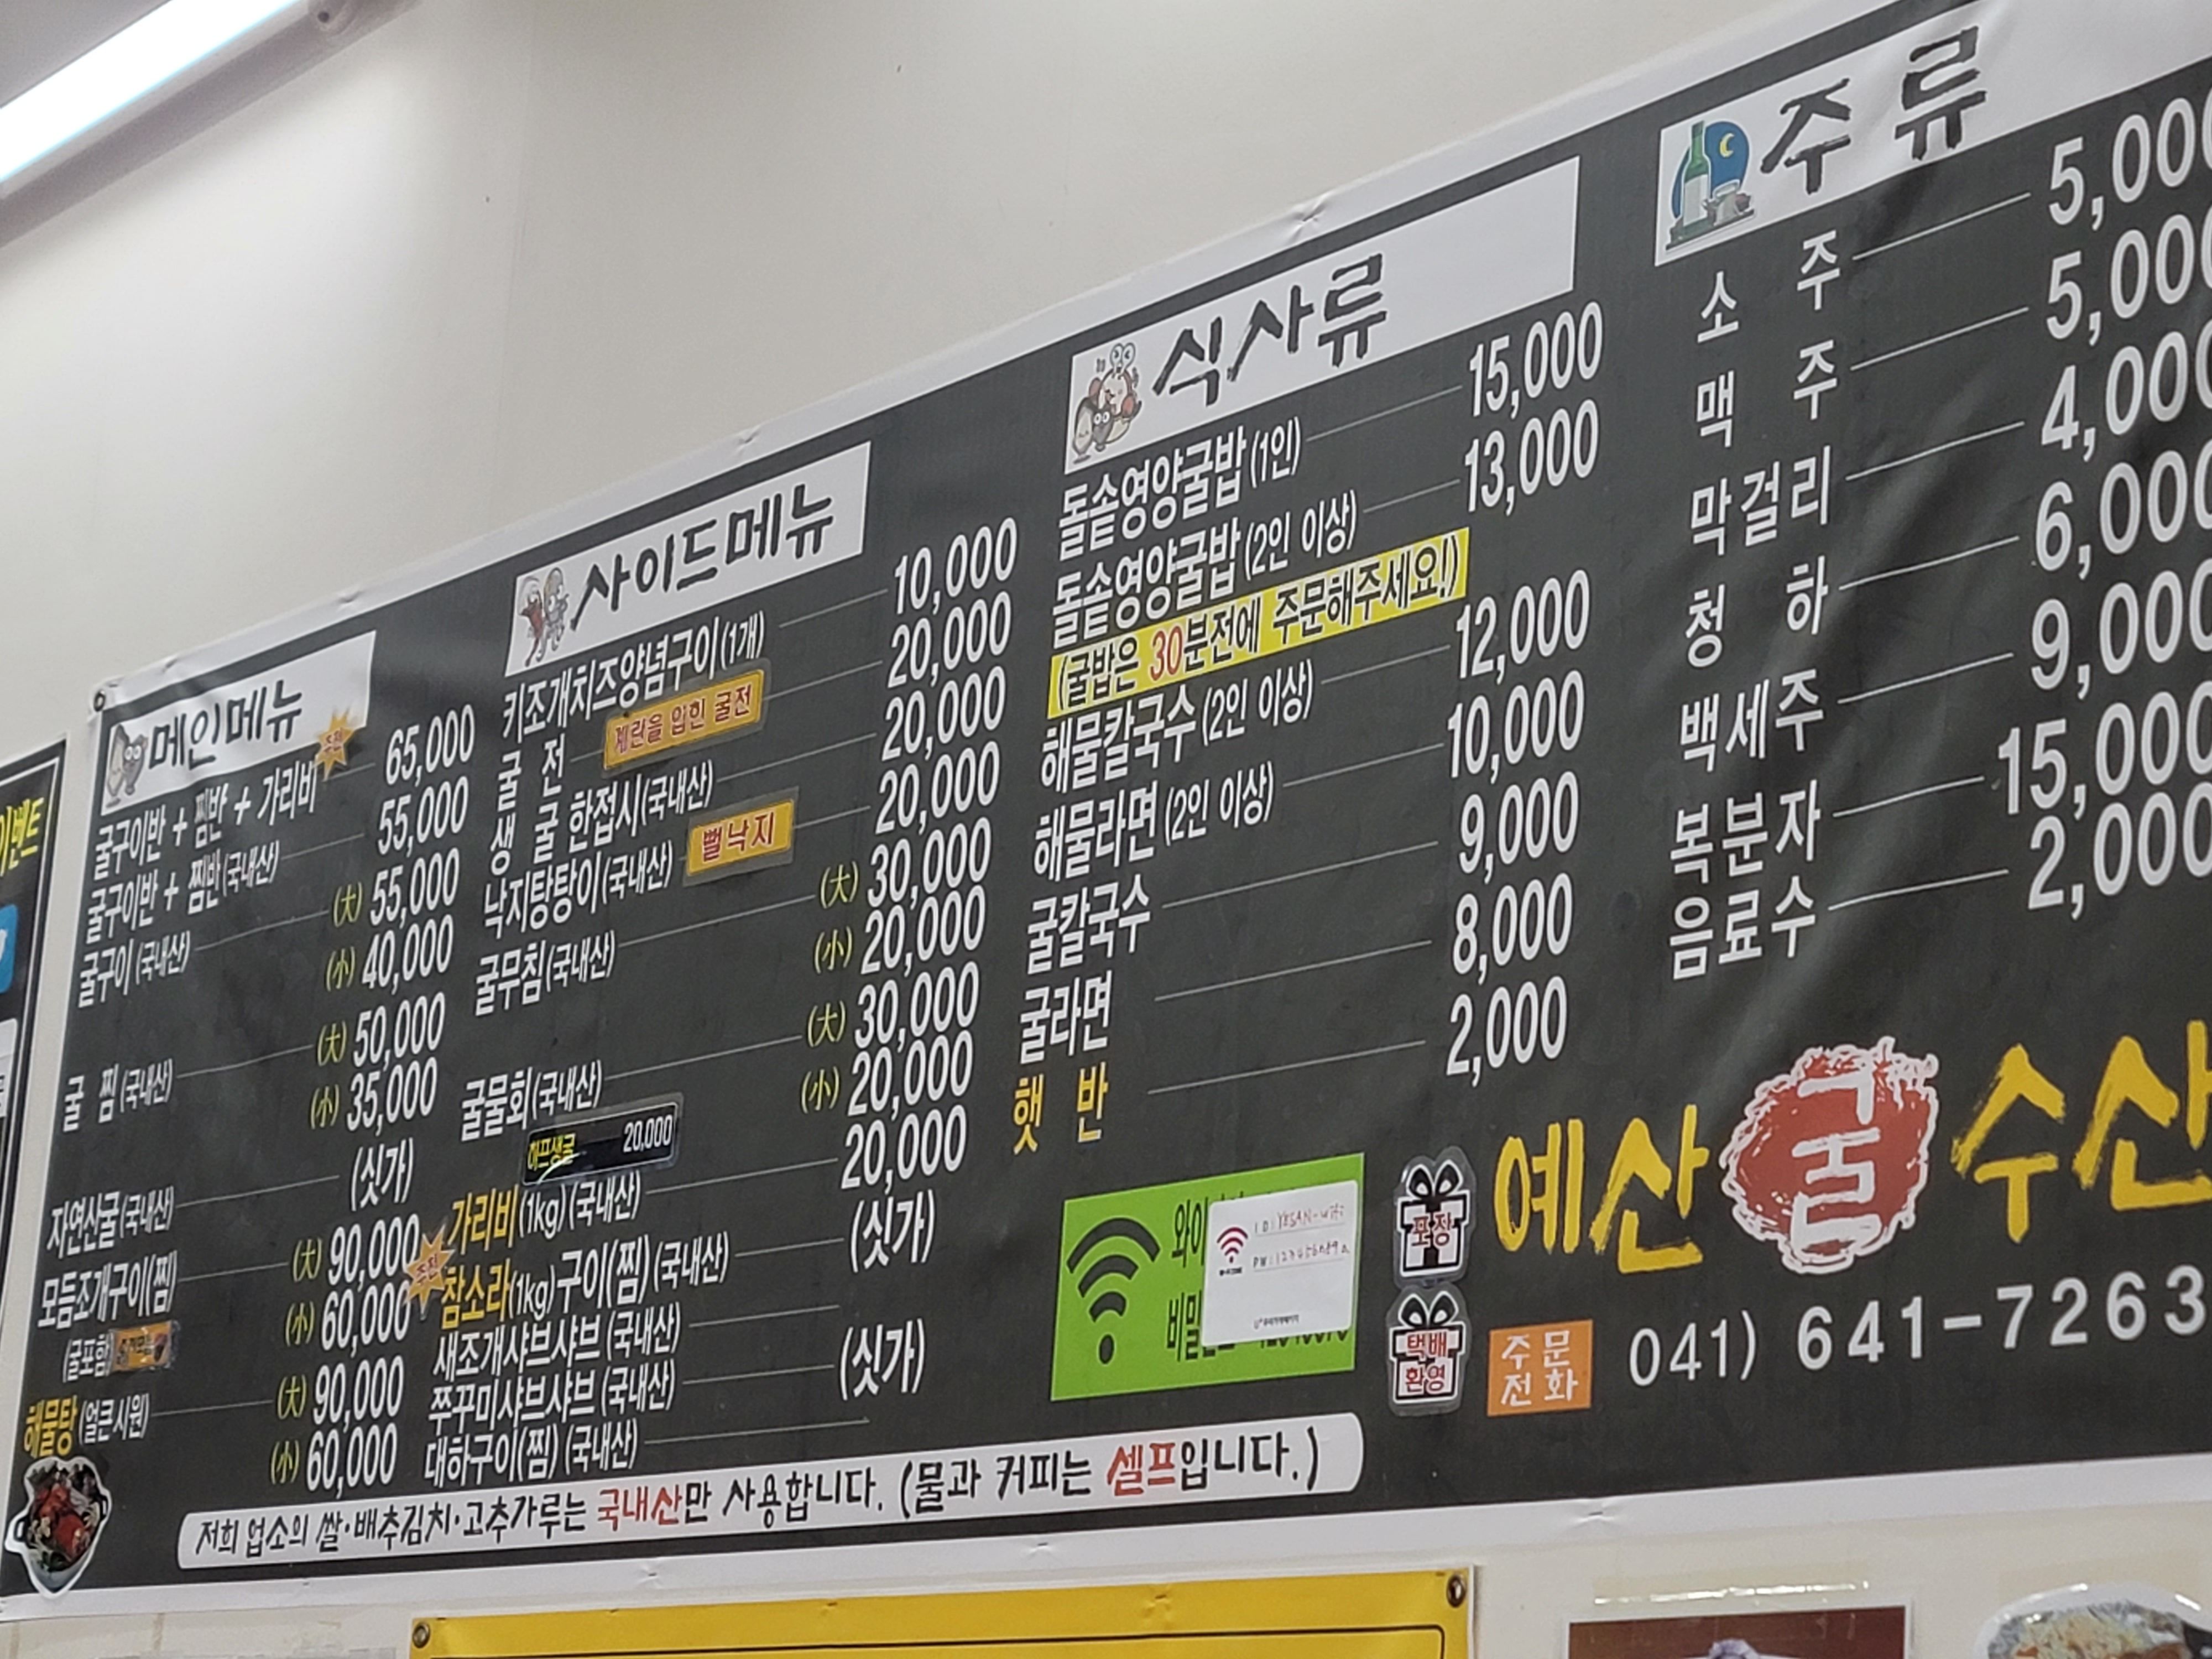 메인메뉴
추천
굴구이반 + 찜반 + 가리비 65,000
굴구이반 + 찜반(국내산) 55,000
굴구이(국내산) (大) 55,000
(小) 40,000
굴 찜(국내산) (大) 50,000
(小) 35,000
자연산굴(국내산) (싯가)
모듬조개구이(찜) (大) 90,000
(굴포함) (小) 60,000
해물탕(얼큰시원) (大) 90,000
(小) 60,000
사이드메뉴
키조개치즈양념구이(1개) 10,000
굴 전 계란을 입힌 굴전 20,000
생 굴 한접시(국내산) 20,000
낙지탕탕이(국내산) 뻘낙지 20,000
굴무침(국내산) (大) 30,000
(小) 20,000
굴물회(국내산) (大) 30,000
(小) 20,000
하프생굴 20,000
가리비(1kg)(국내산) 20,000
추천
참소라(1kg)구이(찜)(국내산) (싯가)
새조개샤브샤브(국내산)
쭈꾸미샤브샤브(국내산) (싯가)
대하구이(찜)(국내산)
식사류
돌솥영양굴밥(1인) 15,000
돌솥영양굴밥(2인 이상) 13,000
(굴밥은 30분전에 주문해주세요!)
해물칼국수(2인 이상) 12,000
해물라면(2인 이상) 10,000
굴칼국수 9,000
굴라면 8,000
햇 반 2,000
주류
소 주 5,000
맥 주 5,000
막걸리 4,000
청 하 6,000
백세주 9,000
복분자 15,000
음료수 2,000
와이
비밀
ID: YESAN-WiFi
포장
택배
환영
예산 굴 수산
주문
전화
041) 641-7263
저희 업소의 쌀·배추김치·고추가루는 국내산만 사용합니다. (물과 커피는 셀프입니다.)
이벤트